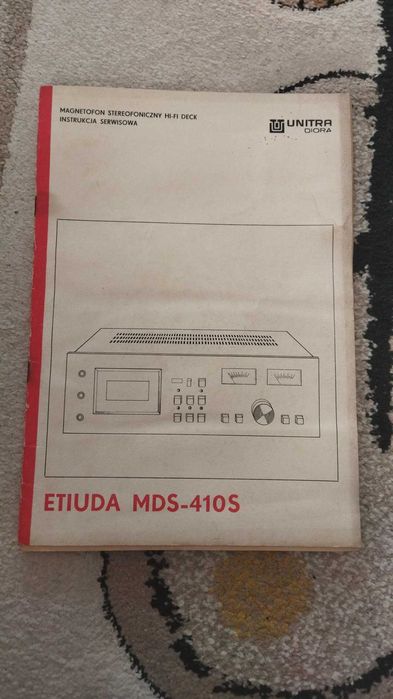 MAGNETOFON STEREOFONICZNY HI-FI DECK
INSTRUKCJA SERWISOWA
UNITRA
DIORA
ETIUDA MDS-410S